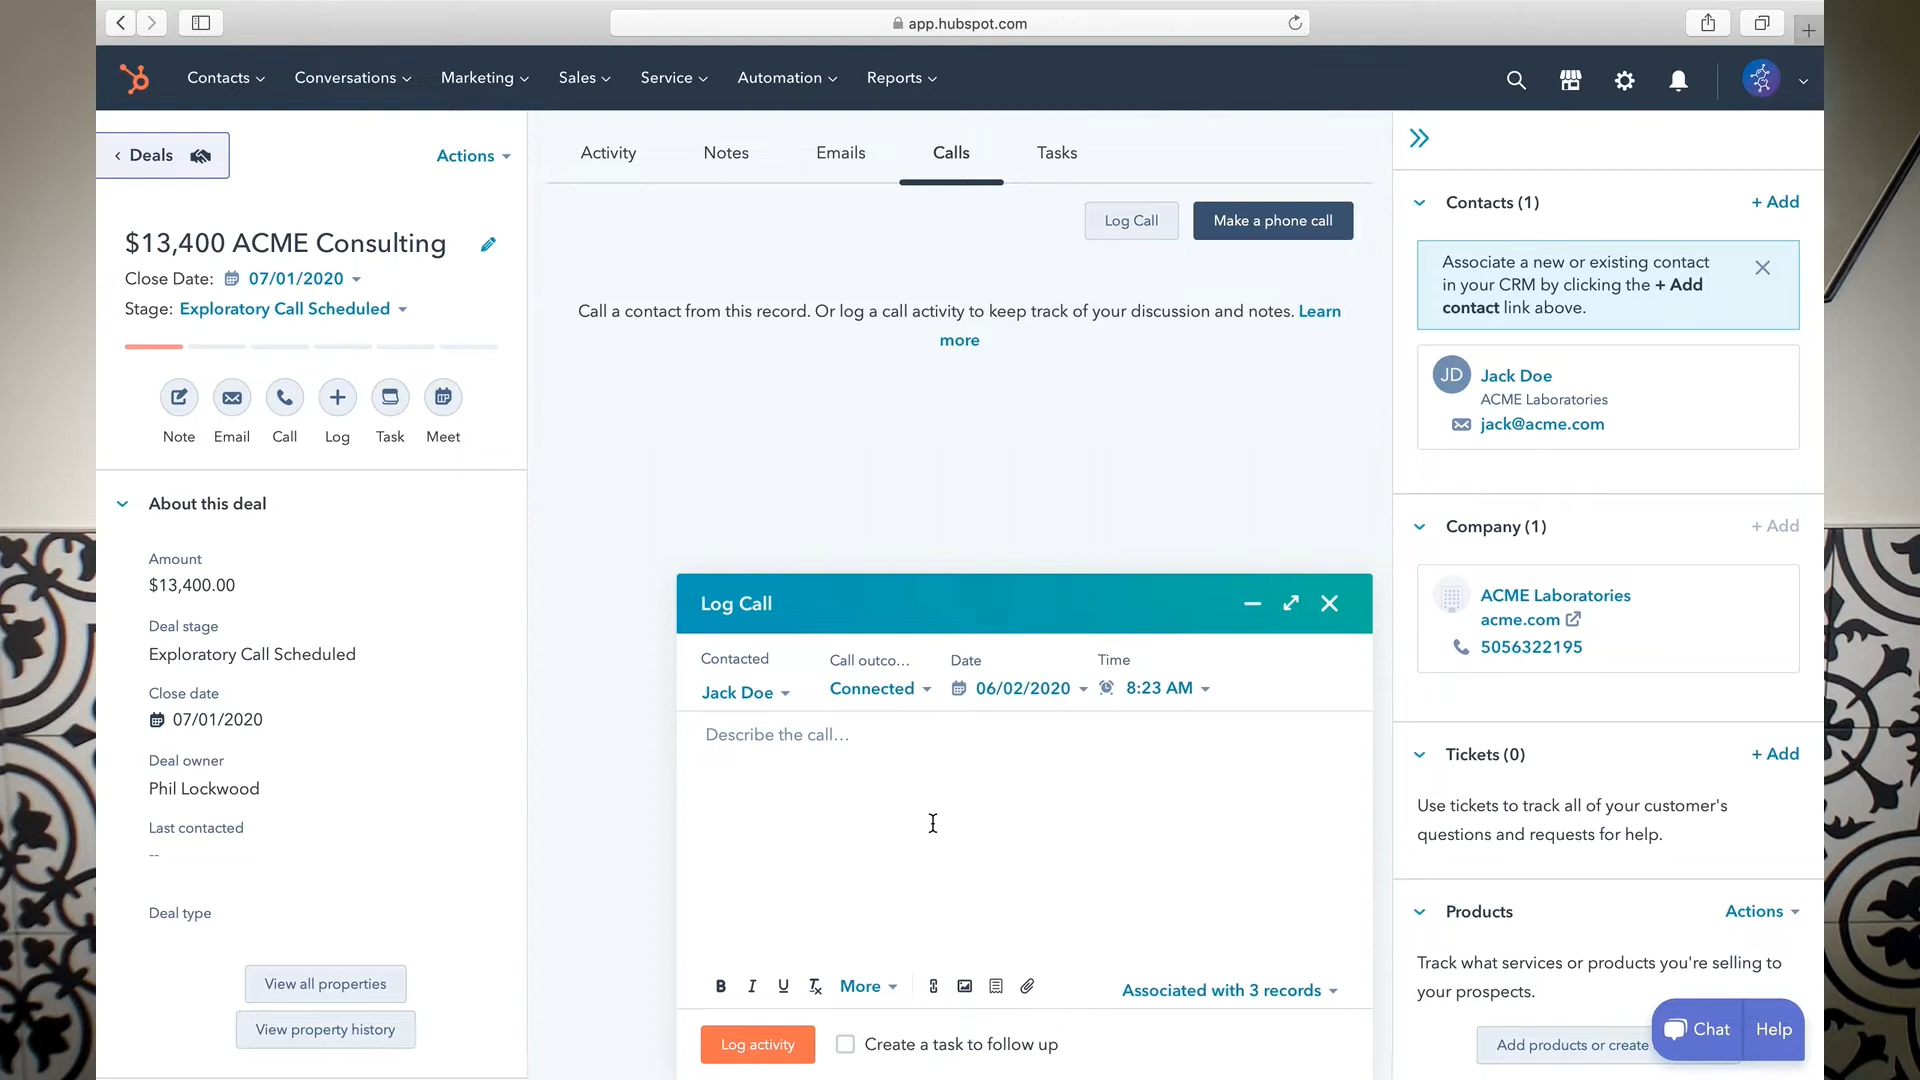 app.hubspot.com
Contacts
Conversations
Marketing
Sales
Service
Automation
Reports
Deals
Actions
$13,400 ACME Consulting
Close Date: 07/01/2020
Stage: Exploratory Call Scheduled
Note
Email
Call
Log
Task
Meet
About this deal
Amount
$13,400.00
Deal stage
Exploratory Call Scheduled
Close date
07/01/2020
Deal owner
Phil Lockwood
Last contacted
--
Deal type
View all properties
View property history
Activity
Notes
Emails
Calls
Tasks
Log Call
Make a phone call
Call a contact from this record. Or log a call activity to keep track of your discussion and notes. Learn
more
Log Call
Contacted
Jack Doe
Call outco...
Connected
Date
06/02/2020
Time
8:23 AM
Describe the call...
B I U Tx More
Associated with 3 records
Log activity
Create a task to follow up
Contacts (1)
+ Add
Associate a new or existing contact
in your CRM by clicking the + Add
contact link above.
JD
Jack Doe
ACME Laboratories
jack@acme.com
Company (1)
+ Add
ACME Laboratories
acme.com
5056322195
Tickets (0)
+ Add
Use tickets to track all of your customer's
questions and requests for help.
Products
Actions
Track what services or products you're selling to
your prospects.
Add products or create
Chat
Help